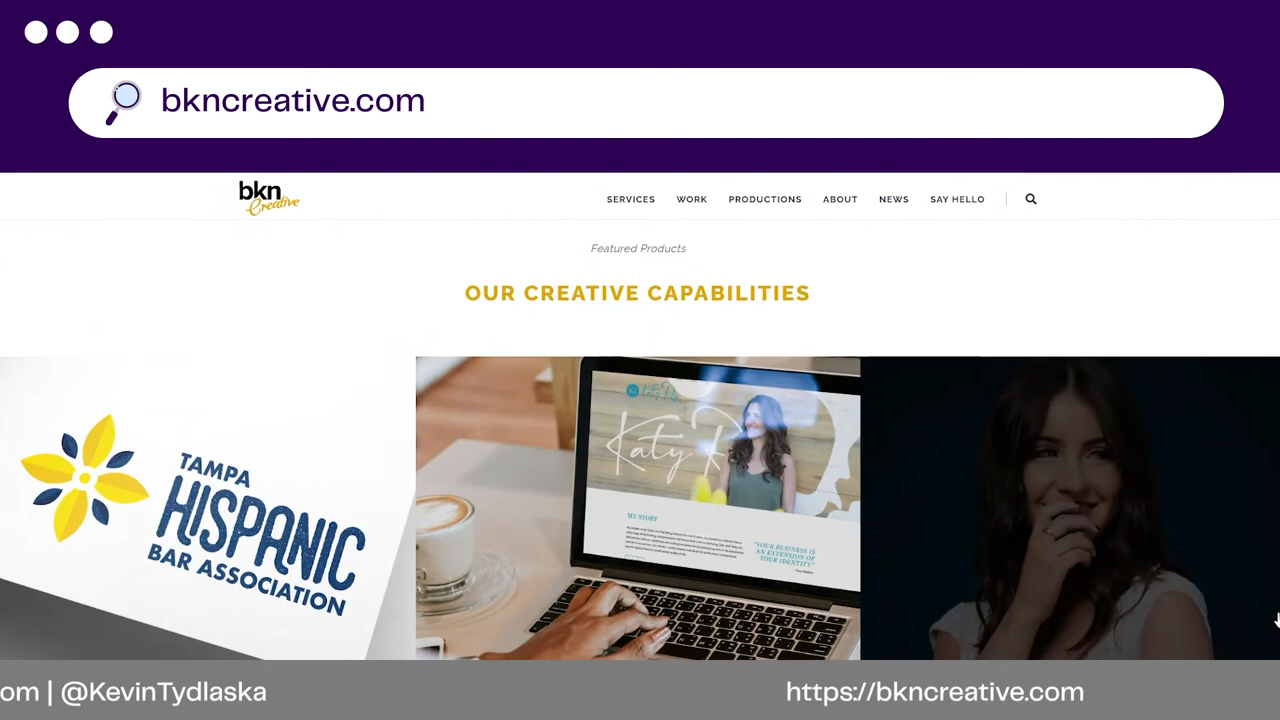 bkncreative.com
bkn
Creative
SERVICES WORK PRODUCTIONS ABOUT NEWS SAY HELLO
Featured Products
OUR CREATIVE CAPABILITIES
TAMPA
HISPANIC
BAR ASSOCIATION
Katy R
MY STORY
"YOUR BUSINESS IS
AN EXTENSION OF
YOUR IDENTITY"
om | @KevinTydlaska
https://bkncreative.com